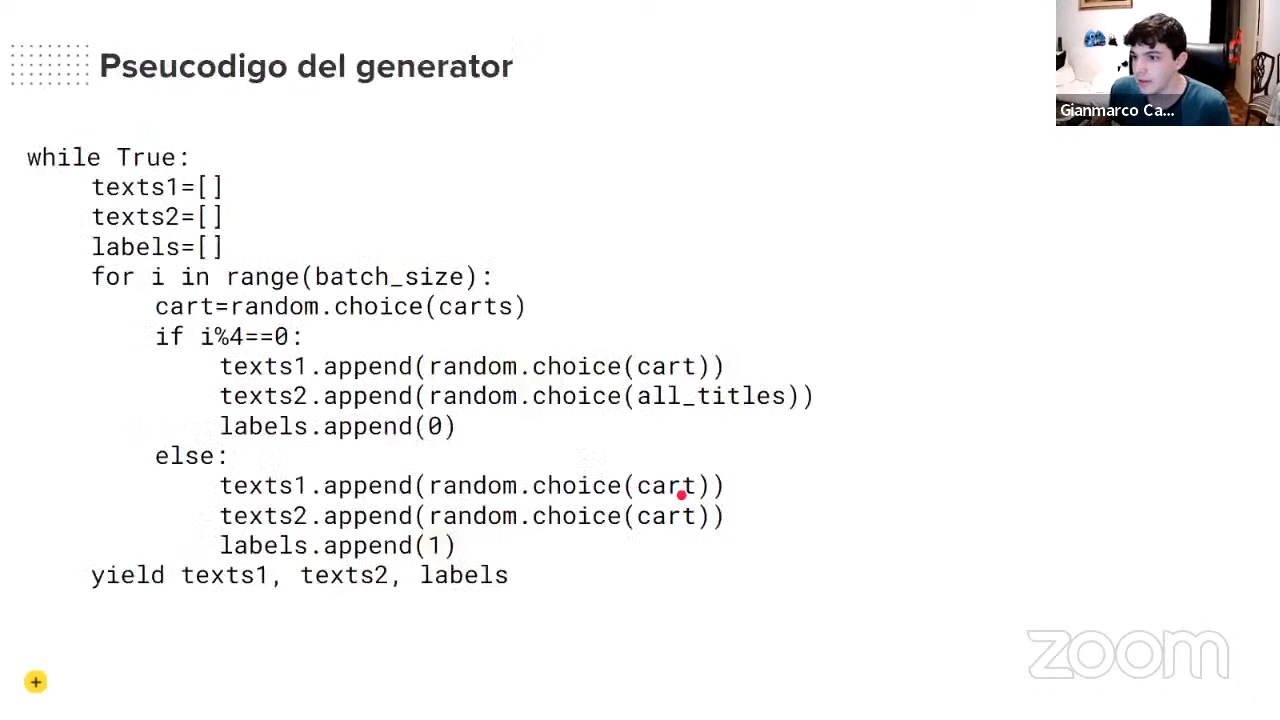 Pseucodigo del generator
Gianmarco Ca...
while True:
texts1=[]
texts2=[]
labels=[]
for i in range(batch_size):
cart=random.choice(carts)
if i%4==0:
texts1.append(random.choice(cart))
texts2.append(random.choice(all_titles))
labels.append(0)
else:
texts1.append(random.choice(cart))
texts2.append(random.choice(cart))
labels.append(1)
yield texts1, texts2, labels
zoom